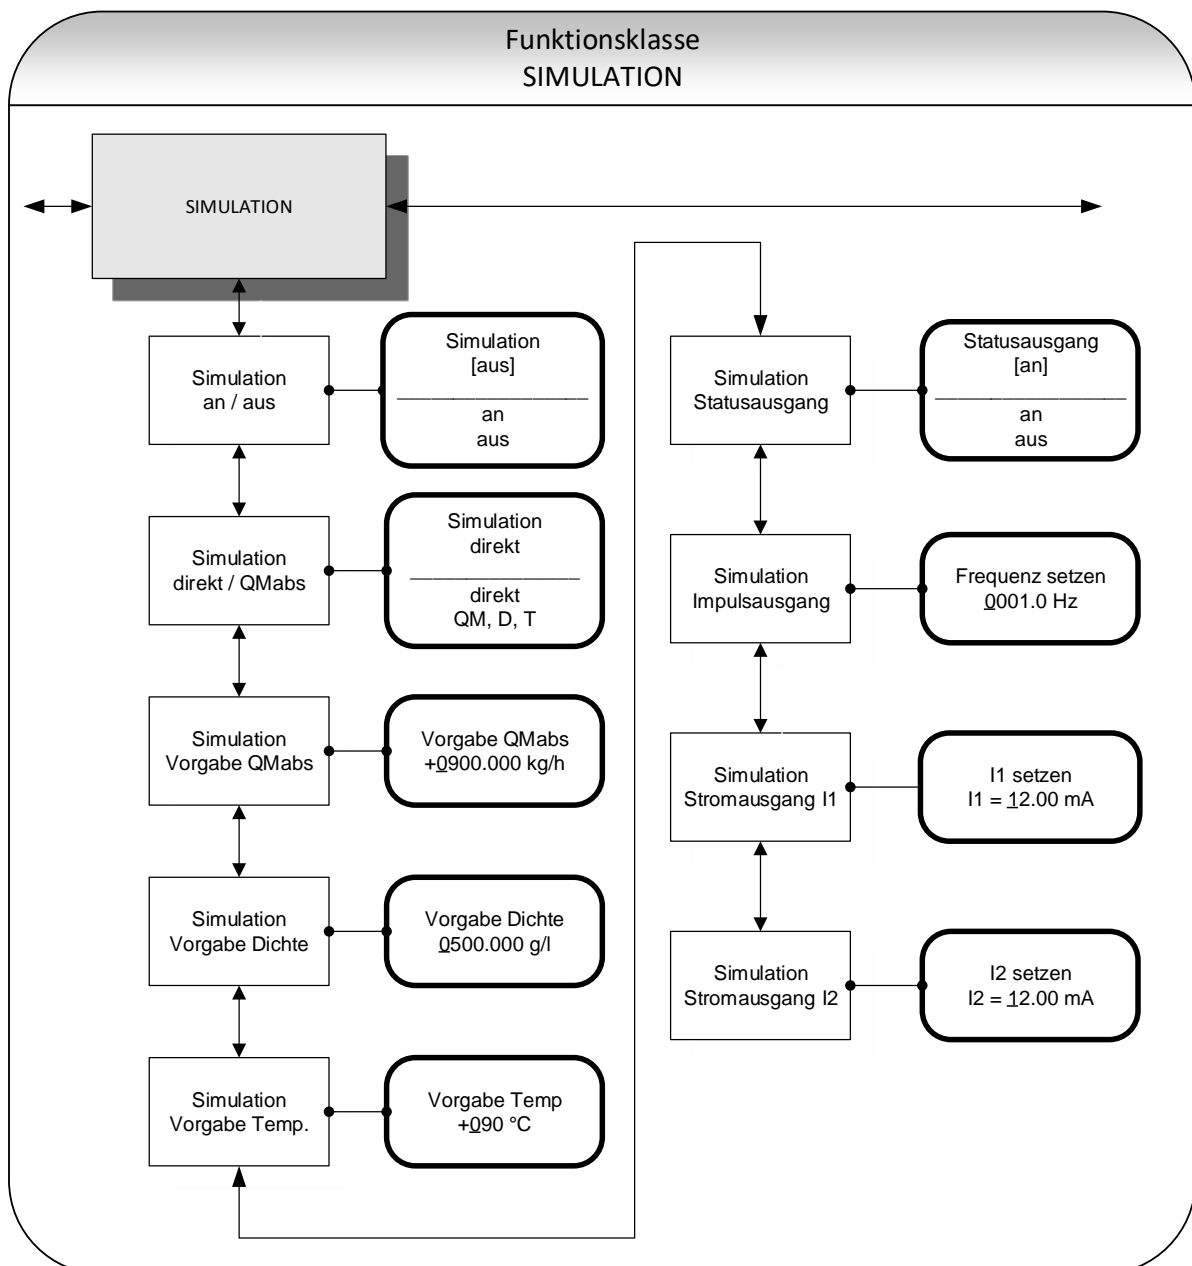 Funktionsklasse
SIMULATION
SIMULATION
Simulation
an / aus
Simulation
[aus]
___________________
an
aus
Simulation
direkt / QMabs
Simulation
direkt
_________________
direkt
QM, D, T
Simulation
Vorgabe QMabs
Vorgabe QMabs
+0900.000 kg/h
Simulation
Vorgabe Dichte
Vorgabe Dichte
0500.000 g/l
Simulation
Vorgabe Temp.
Vorgabe Temp
+090 °C
Simulation
Statusausgang
Statusausgang
[an]
___________________
an
aus
Simulation
Impulsausgang
Frequenz setzen
0001.0 Hz
Simulation
Stromausgang I1
I1 setzen
I1 = 12.00 mA
Simulation
Stromausgang I2
I2 setzen
I2 = 12.00 mA